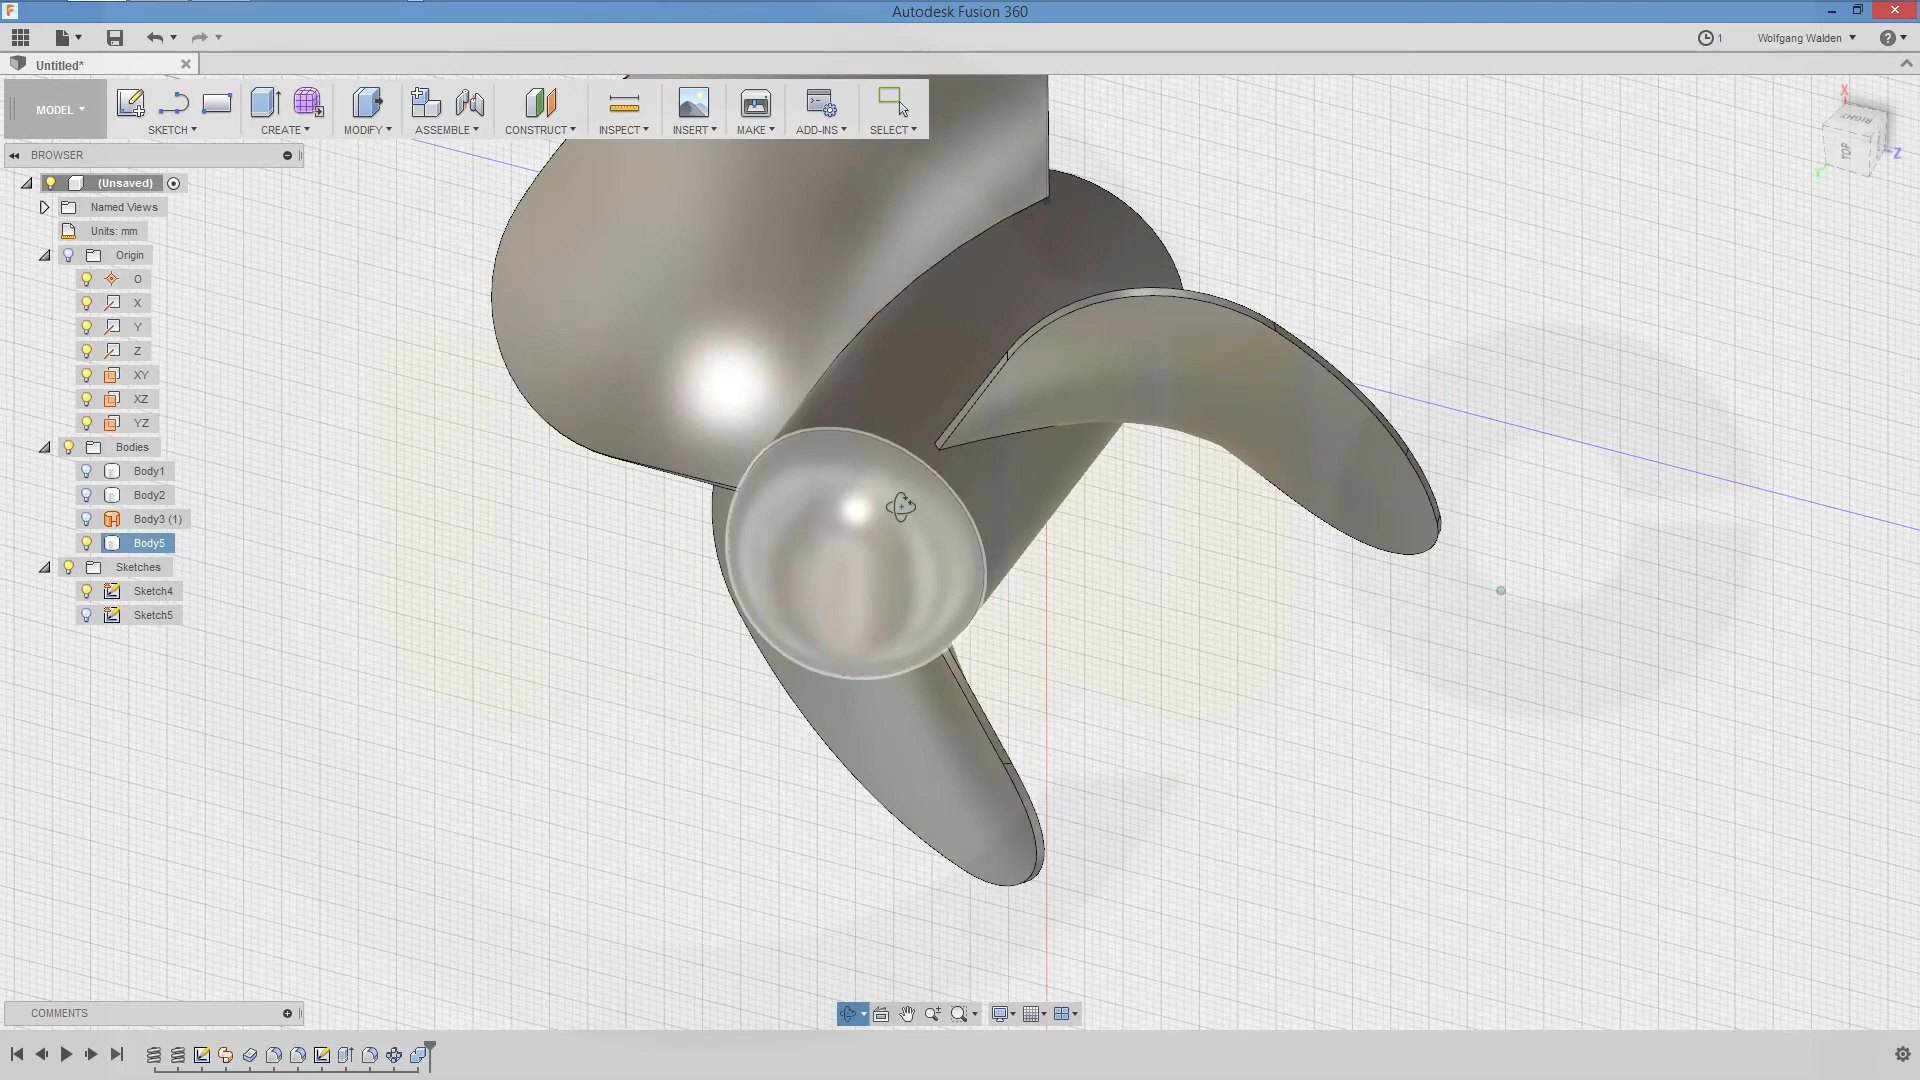 Autodesk Fusion 360
1
Wolfgang Walden
Untitled*
MODEL
SKETCH
CREATE
MODIFY
ASSEMBLE
CONSTRUCT
INSPECT
INSERT
MAKE
ADD-INS
SELECT
X
RIGHT
TOP
Z
Y
BROWSER
(Unsaved)
Named Views
Units: mm
Origin
O
X
Y
Z
XY
XZ
YZ
Bodies
Body1
Body2
Body3 (1)
Body5
Sketches
Sketch4
Sketch5
COMMENTS